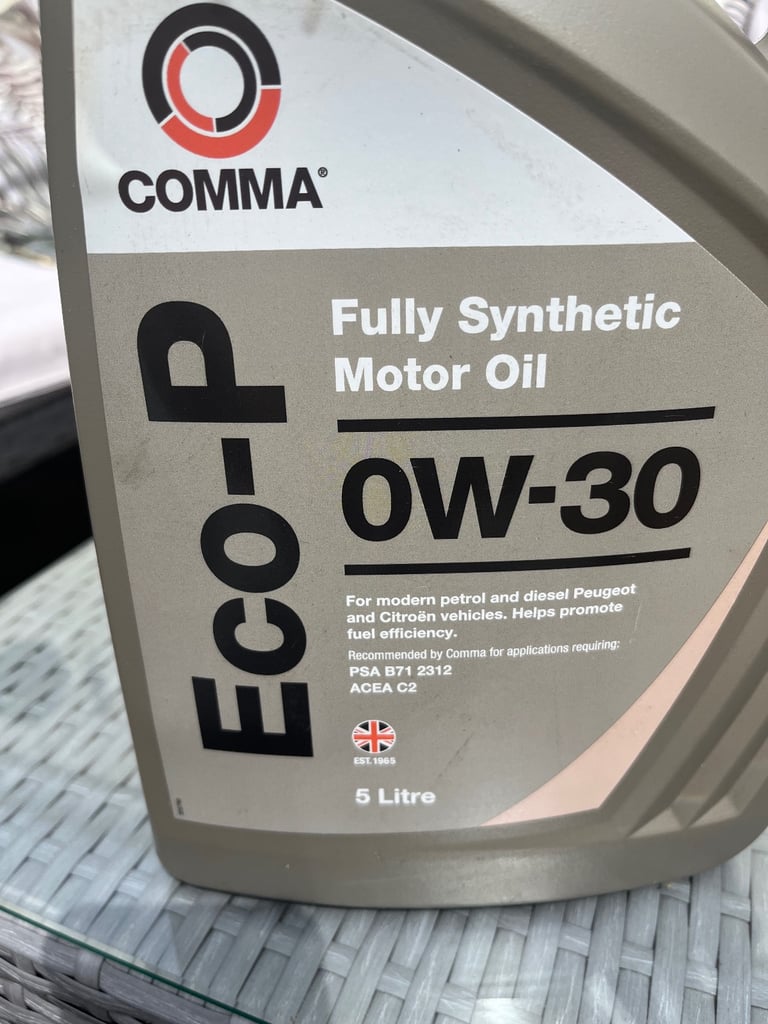 COMMA®
Eco-P
Fully Synthetic
Motor Oil
0W-30
For modern petrol and diesel Peugeot
and Citroën vehicles. Helps promote
fuel efficiency.
Recommended by Comma for applications requiring:
PSA B71 2312
ACEA C2
EST. 1965
5 Litre